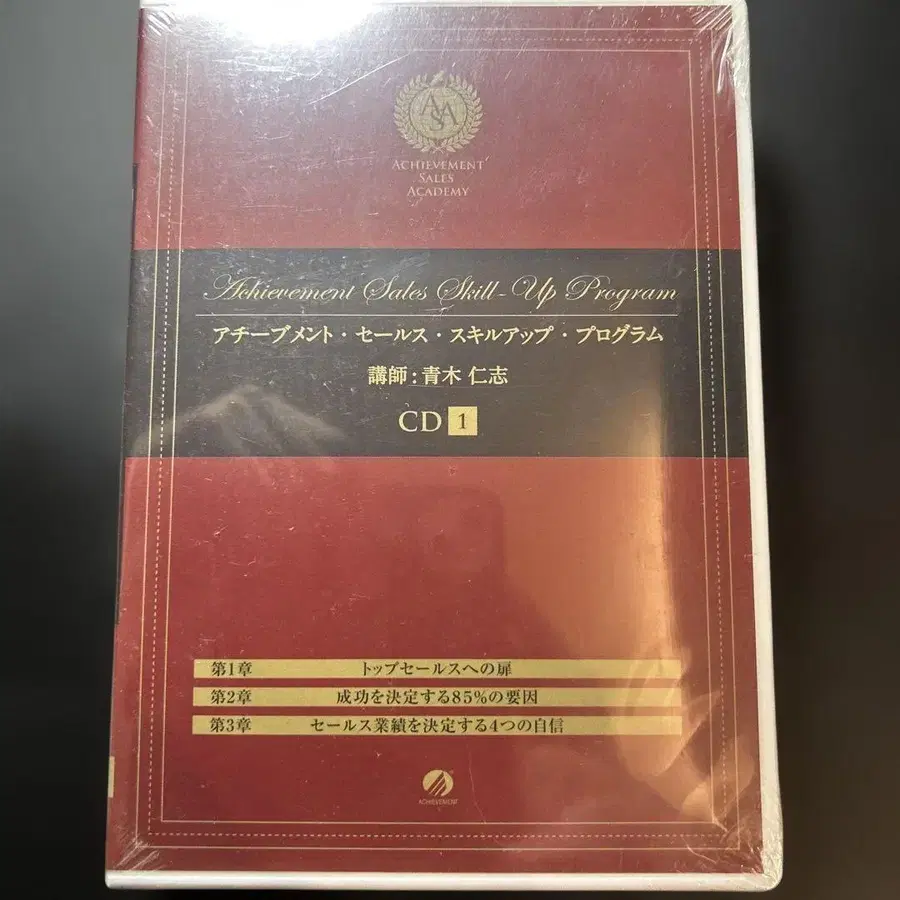 ASA
ACHIEVEMENT
SALES
ACADEMY
Achievement Sales Skill-Up Program
アチーブメント・セールス・スキルアップ・プログラム
講師:青木 仁志
CD 1
第1章 トップセールスへの扉
第2章 成功を決定する85%の要因
第3章 セールス業績を決定する4つの自信
ACHIEVEMENT